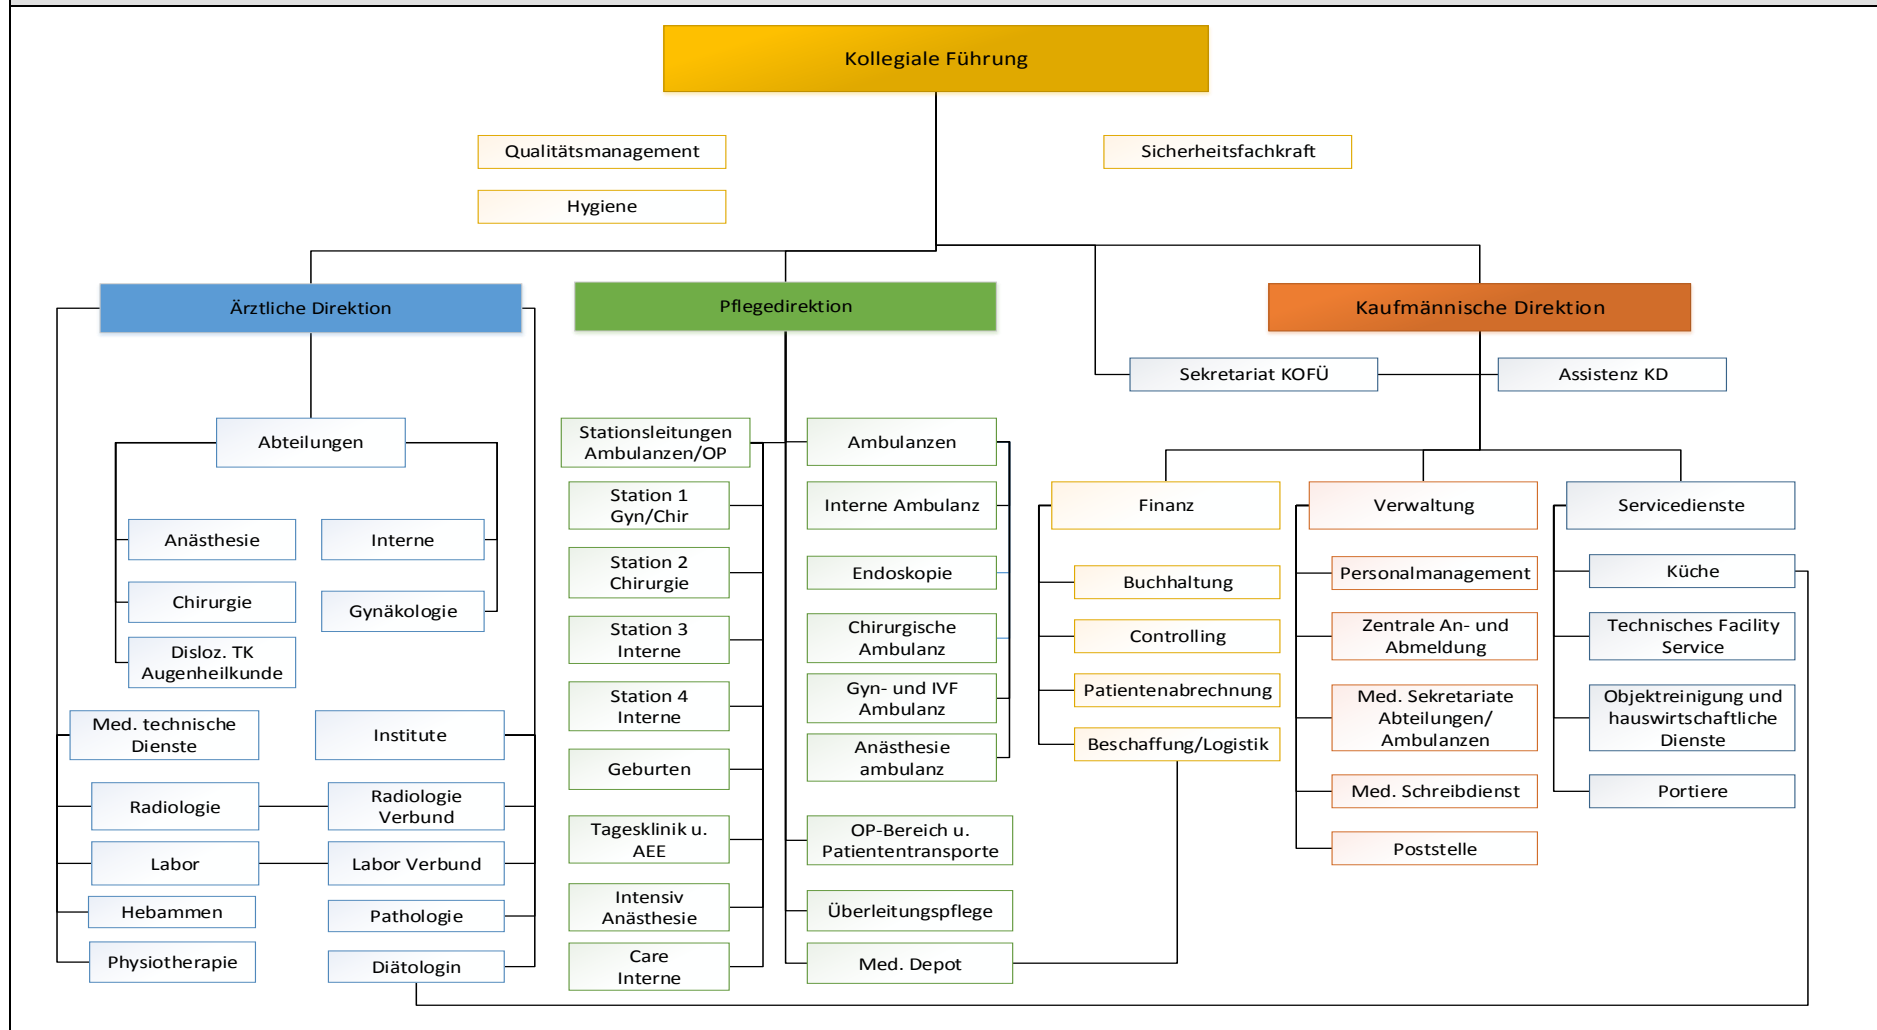 Kollegiale Führung
Qualitätsmanagement
Sicherheitsfachkraft
Hygiene
Ärztliche Direktion
Pflegedirektion
Kaufmännische Direktion
Sekretariat KOFÜ
Assistenz KD
Abteilungen
Anästhesie
Interne
Chirurgie
Gynäkologie
Disloz. TK
Augenheilkunde
Med. technische
Dienste
Institute
Radiologie
Radiologie
Verbund
Labor
Labor Verbund
Hebammen
Pathologie
Physiotherapie
Diätologin
Stationsleitungen
Ambulanzen/OP
Station 1
Gyn/Chir
Station 2
Chirurgie
Station 3
Interne
Station 4
Interne
Geburten
Tagesklinik u.
AEE
Intensiv
Anästhesie
Care
Interne
Ambulanzen
Interne Ambulanz
Endoskopie
Chirurgische
Ambulanz
Gyn- und IVF
Ambulanz
Anästhesie
ambulanz
OP-Bereich u.
Patiententransporte
Überleitungspflege
Med. Depot
Finanz
Buchhaltung
Controlling
Patientenabrechnung
Beschaffung/Logistik
Verwaltung
Personalmanagement
Zentrale An- und
Abmeldung
Med. Sekretariate
Abteilungen/
Ambulanzen
Med. Schreibdienst
Poststelle
Servicedienste
Küche
Technisches Facility
Service
Objektreinigung und
hauswirtschaftliche
Dienste
Portiere